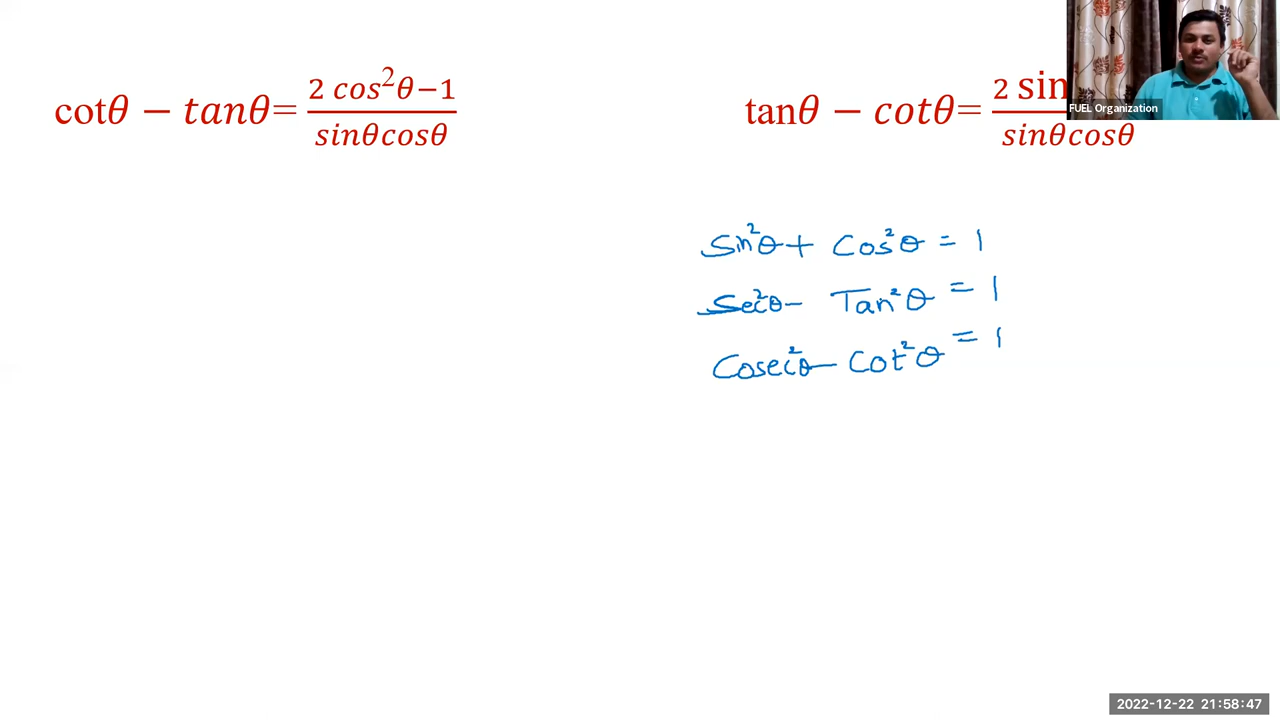 cotθ − tanθ= (2 cos²θ−1)/(sinθcosθ)
tanθ − cotθ= (2 sin)/(sinθcosθ)
FUEL Organization
Sin²θ + Cos²θ = 1
Sec²θ − Tan²θ = 1
Cosec²θ − Cot²θ = 1
2022-12-22 21:58:47